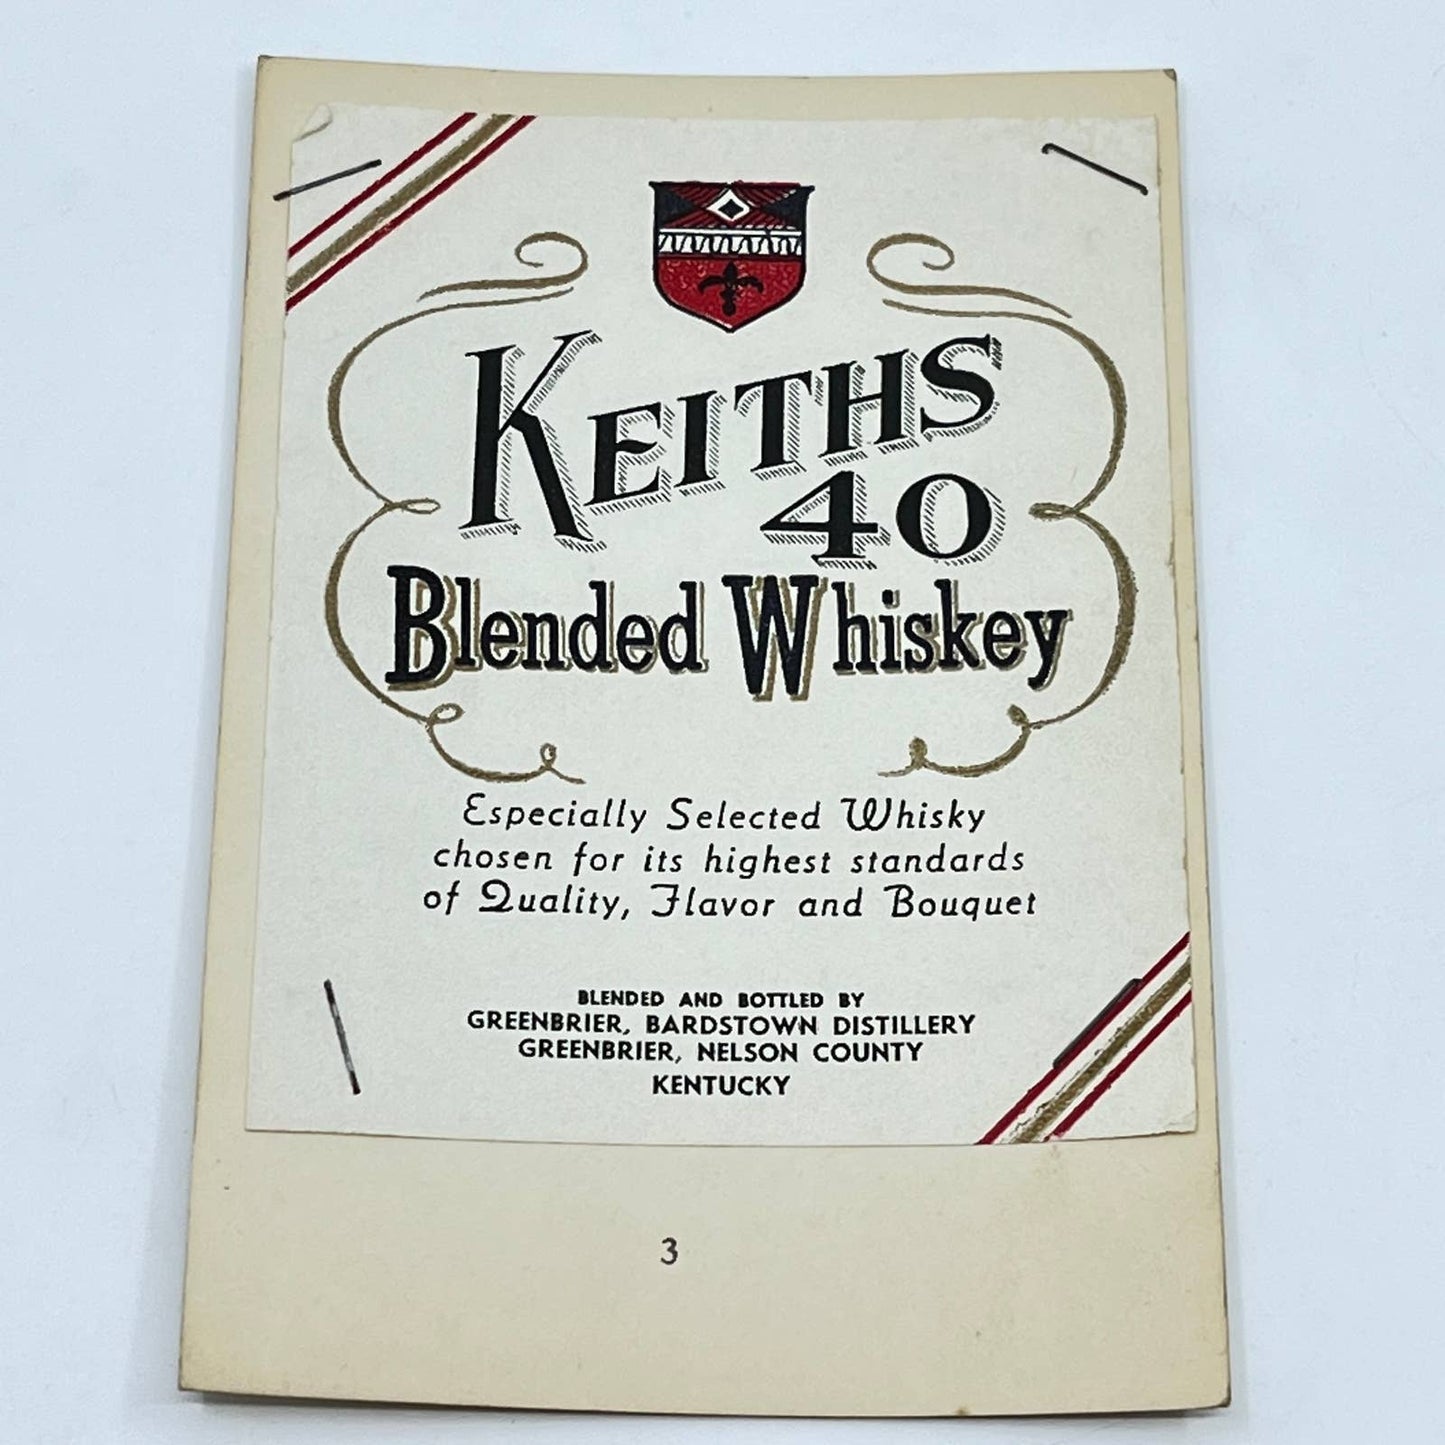 KEITHS
40
Blended Whiskey
Especially Selected Whisky
chosen for its highest standards
of Quality, Flavor and Bouquet
BLENDED AND BOTTLED BY
GREENBRIER, BARDSTOWN DISTILLERY
GREENBRIER, NELSON COUNTY
KENTUCKY
3